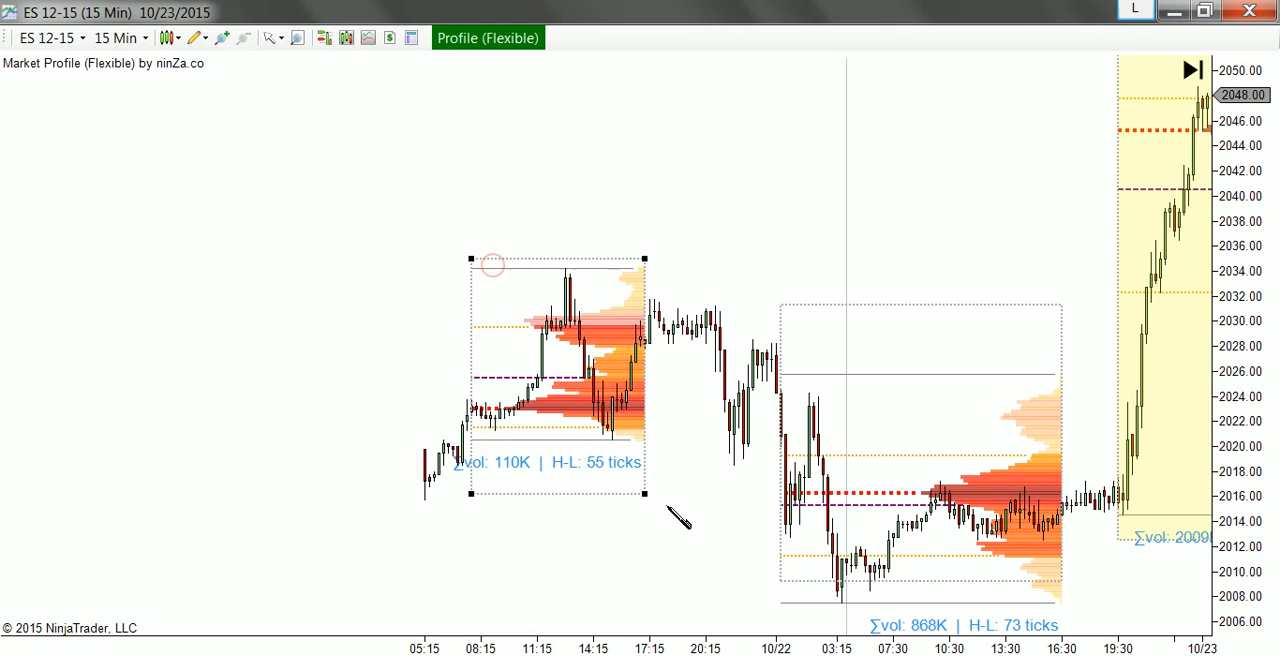 ES 12-15 (15 Min) 10/23/2015
L
ES 12-15 15 Min Profile (Flexible)
Market Profile (Flexible) by ninZa.co
2050.00
2048.00
2046.00
2044.00
2042.00
2040.00
2038.00
2036.00
2034.00
2032.00
2030.00
2028.00
2026.00
2024.00
2022.00
2020.00
2018.00
2016.00
2014.00
2012.00
2010.00
2008.00
2006.00
∑vol: 110K | H-L: 55 ticks
∑vol: 2009
∑vol: 868K | H-L: 73 ticks
© 2015 NinjaTrader, LLC
05:15 08:15 11:15 14:15 17:15 20:15 10/22 03:15 07:30 10:30 13:30 16:30 19:30 10/23